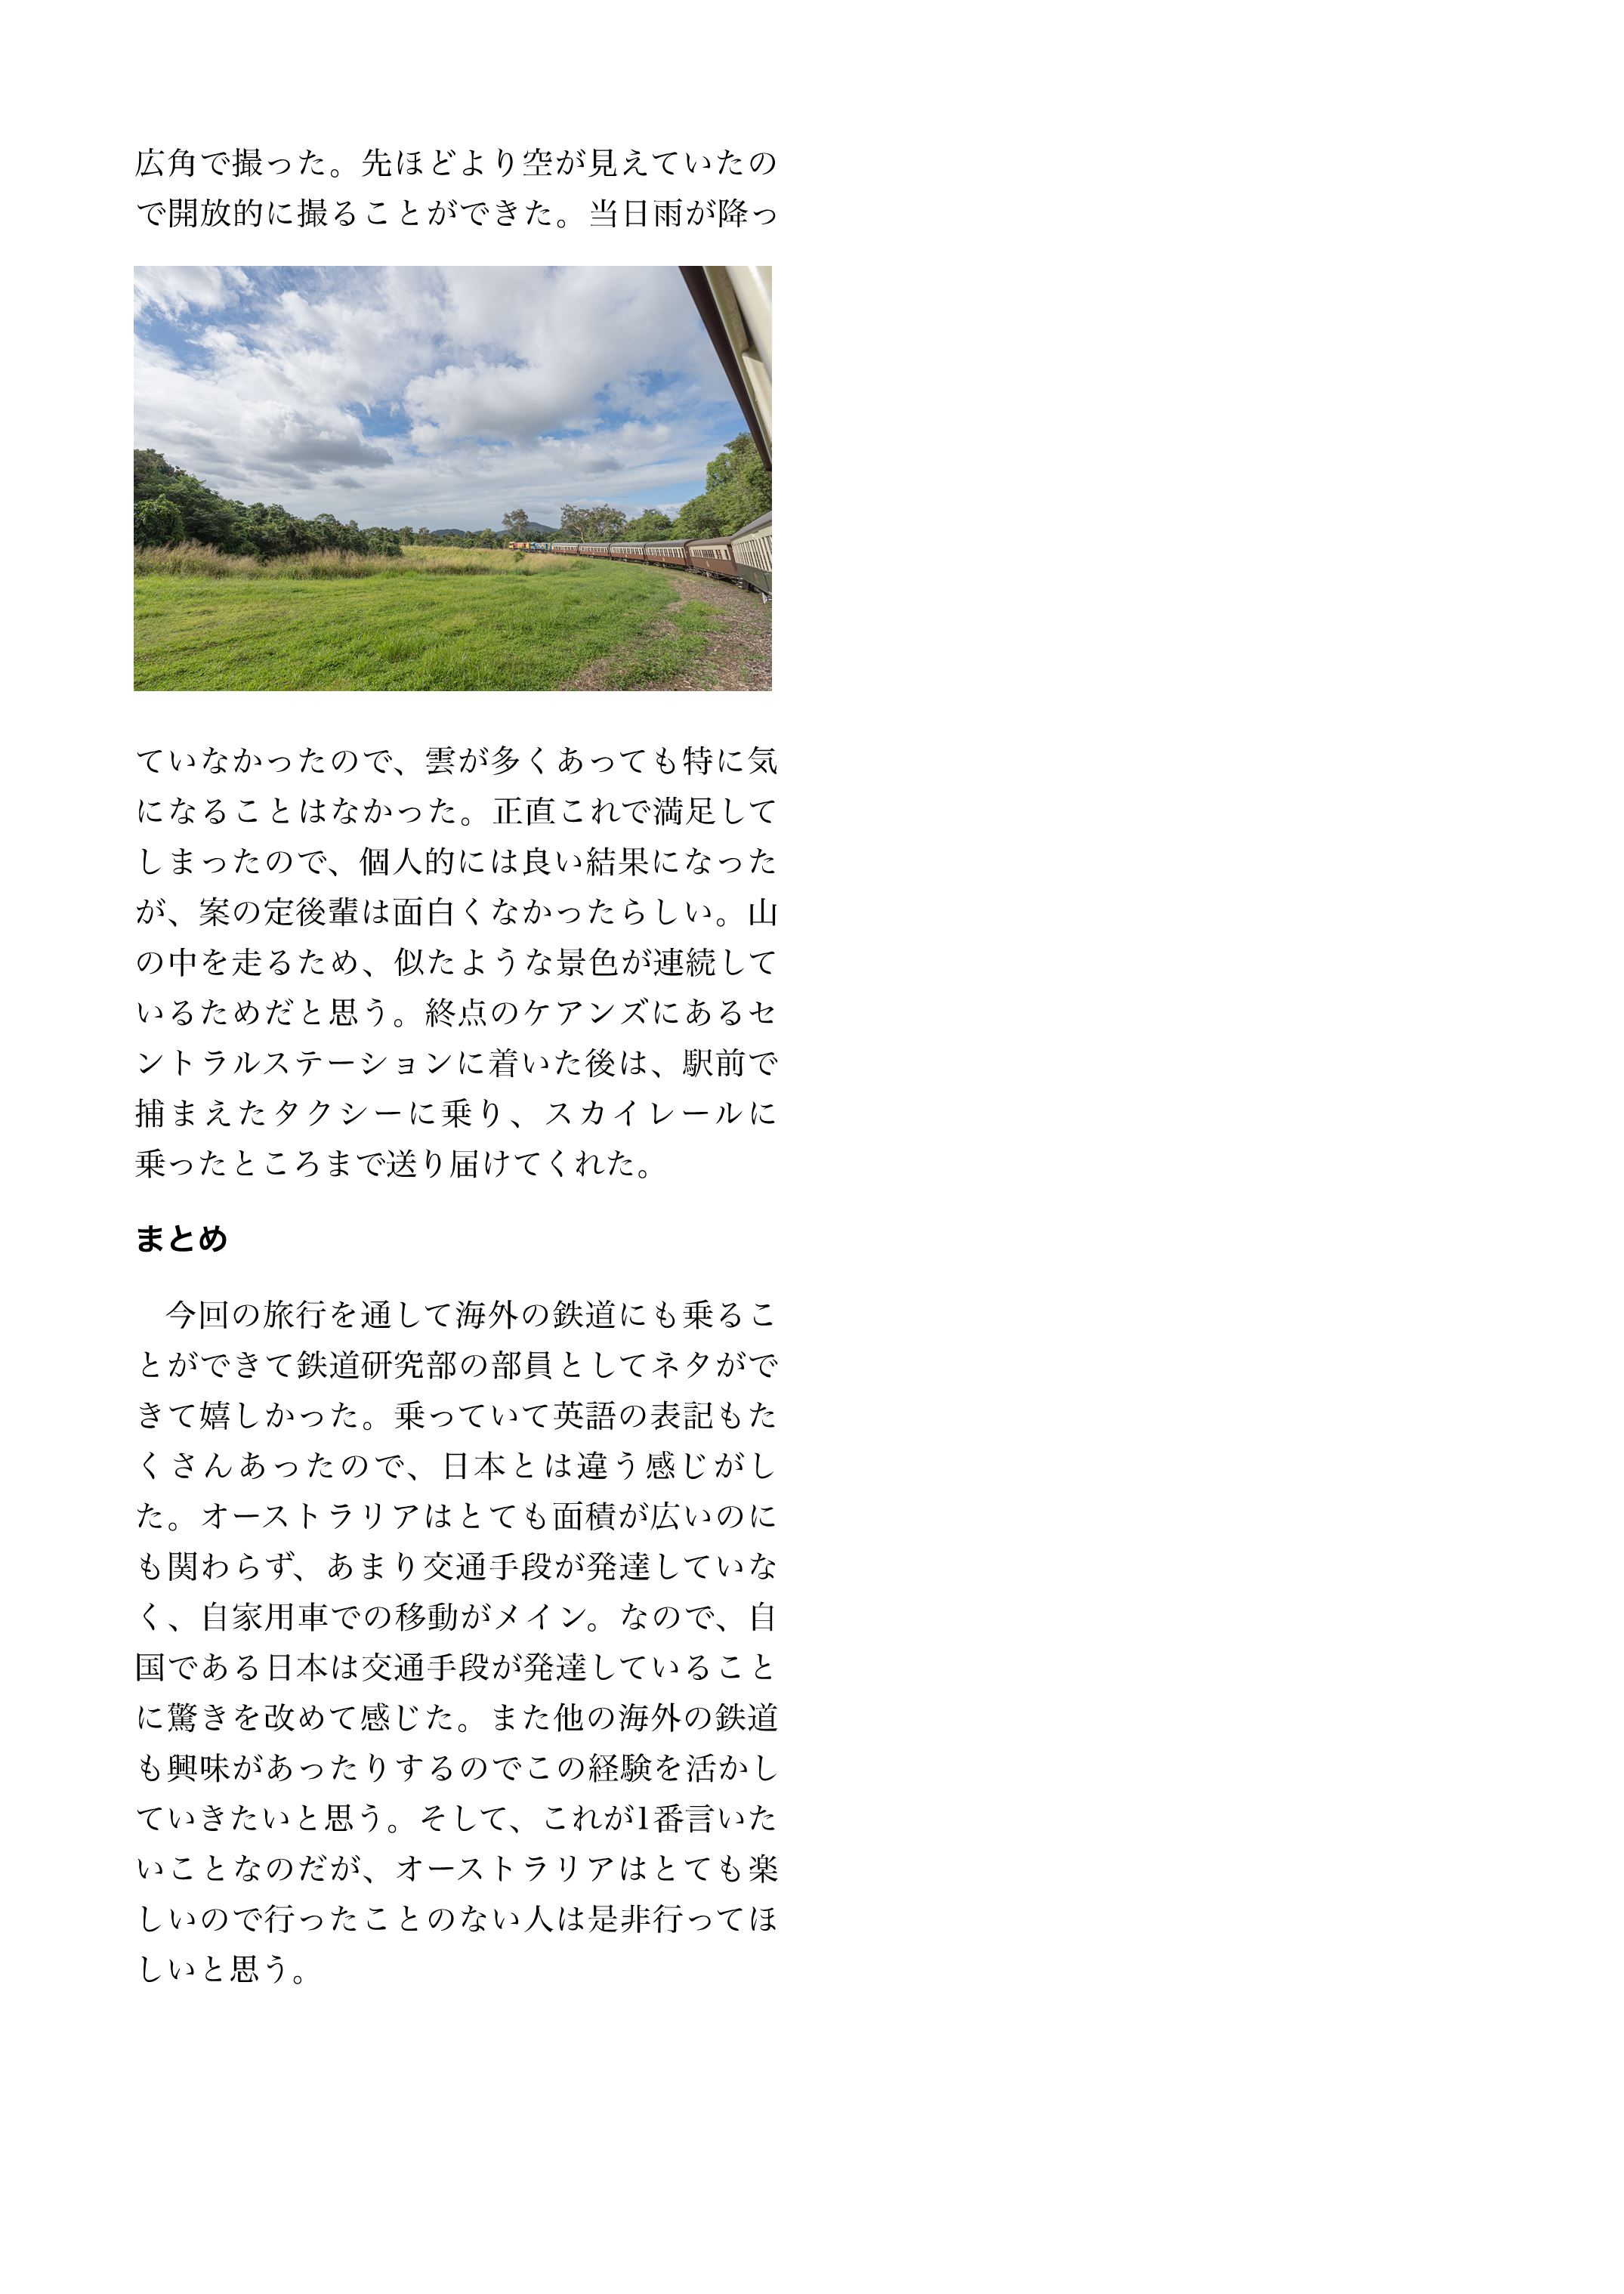 広角で撮った。先ほどより空が見えていたの
で開放的に撮ることができた。当日雨が降っ
ていなかったので、雲が多くあっても特に気
になることはなかった。正直これで満足して
しまったので、個人的には良い結果になった
が、案の定後輩は面白くなかったらしい。山
の中を走るため、似たような景色が連続して
いるためだと思う。終点のケアンズにあるセ
ントラルステーションに着いた後は、駅前で
捕まえたタクシーに乗り、スカイレールに
乗ったところまで送り届けてくれた。
まとめ
　今回の旅行を通して海外の鉄道にも乗るこ
とができて鉄道研究部の部員としてネタがで
きて嬉しかった。乗っていて英語の表記もた
くさんあったので、日本とは違う感じがし
た。オーストラリアはとても面積が広いのに
も関わらず、あまり交通手段が発達していな
く、自家用車での移動がメイン。なので、自
国である日本は交通手段が発達していること
に驚きを改めて感じた。また他の海外の鉄道
も興味があったりするのでこの経験を活かし
ていきたいと思う。そして、これが1番言いた
いことなのだが、オーストラリアはとても楽
しいので行ったことのない人は是非行ってほ
しいと思う。